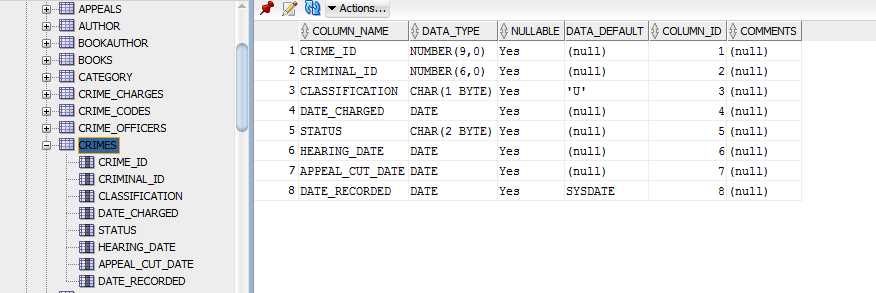 APPEALS
AUTHOR
BOOKAUTHOR
BOOKS
CATEGORY
CRIME_CHARGES
CRIME_CODES
CRIME_OFFICERS
CRIMES
CRIME_ID
CRIMINAL_ID
CLASSIFICATION
DATE_CHARGED
STATUS
HEARING_DATE
APPEAL_CUT_DATE
DATE_RECORDED
Actions...
COLUMN_NAME DATA_TYPE NULLABLE DATA_DEFAULT COLUMN_ID COMMENTS
1 CRIME_ID NUMBER(9,0) Yes (null) 1 (null)
2 CRIMINAL_ID NUMBER(6,0) Yes (null) 2 (null)
3 CLASSIFICATION CHAR(1 BYTE) Yes 'U' 3 (null)
4 DATE_CHARGED DATE Yes (null) 4 (null)
5 STATUS CHAR(2 BYTE) Yes (null) 5 (null)
6 HEARING_DATE DATE Yes (null) 6 (null)
7 APPEAL_CUT_DATE DATE Yes (null) 7 (null)
8 DATE_RECORDED DATE Yes SYSDATE 8 (null)